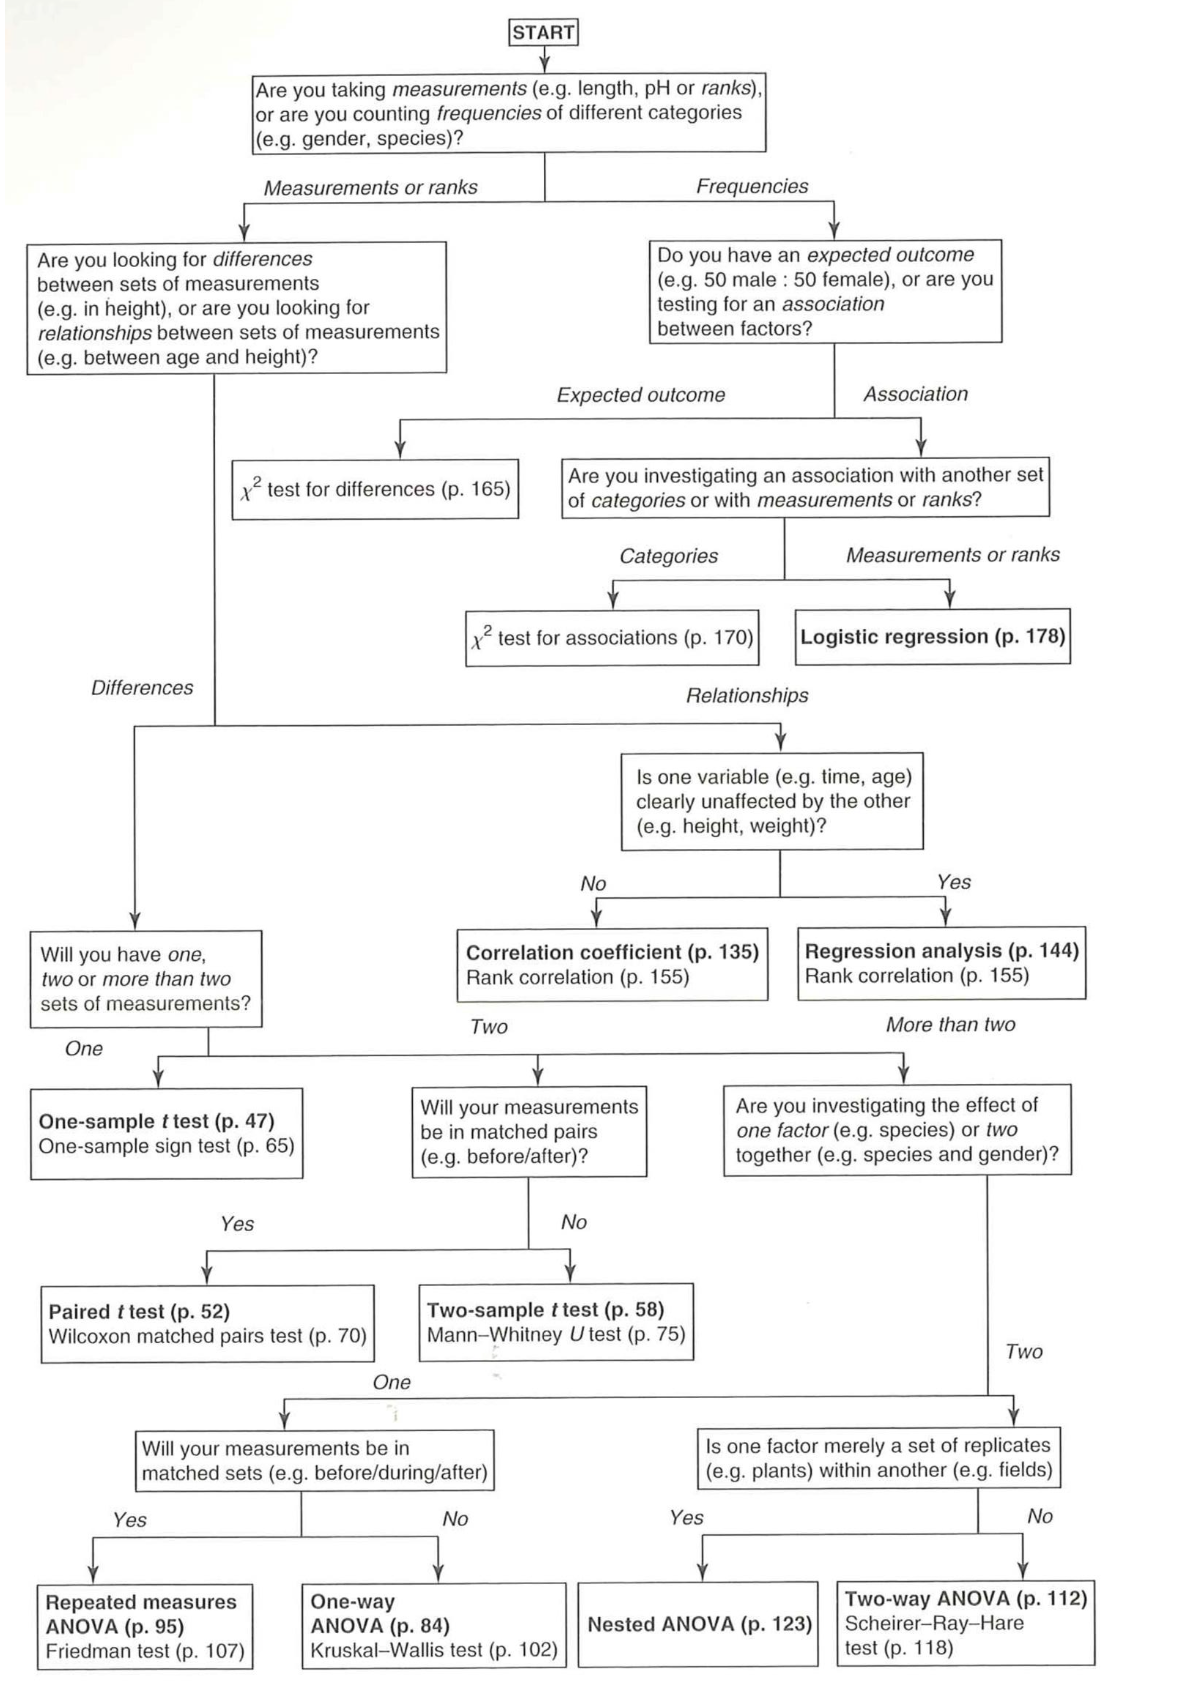 START
Are you taking measurements (e.g. length, pH or ranks),
or are you counting frequencies of different categories
(e.g. gender, species)?
Measurements or ranks
Frequencies
Are you looking for differences
between sets of measurements
(e.g. in height), or are you looking for
relationships between sets of measurements
(e.g. between age and height)?
Do you have an expected outcome
(e.g. 50 male : 50 female), or are you
testing for an association
between factors?
Expected outcome
Association
χ² test for differences (p. 165)
Are you investigating an association with another set
of categories or with measurements or ranks?
Categories
Measurements or ranks
χ² test for associations (p. 170)
Logistic regression (p. 178)
Differences
Relationships
Is one variable (e.g. time, age)
clearly unaffected by the other
(e.g. height, weight)?
No
Yes
Will you have one,
two or more than two
sets of measurements?
Correlation coefficient (p. 135)
Rank correlation (p. 155)
Regression analysis (p. 144)
Rank correlation (p. 155)
One
Two
More than two
One-sample t test (p. 47)
One-sample sign test (p. 65)
Will your measurements
be in matched pairs
(e.g. before/after)?
Are you investigating the effect of
one factor (e.g. species) or two
together (e.g. species and gender)?
Yes
No
Paired t test (p. 52)
Wilcoxon matched pairs test (p. 70)
Two-sample t test (p. 58)
Mann–Whitney U test (p. 75)
One
Two
Will your measurements be in
matched sets (e.g. before/during/after)
Is one factor merely a set of replicates
(e.g. plants) within another (e.g. fields)
Yes
No
Yes
No
Repeated measures
ANOVA (p. 95)
Friedman test (p. 107)
One-way
ANOVA (p. 84)
Kruskal–Wallis test (p. 102)
Nested ANOVA (p. 123)
Two-way ANOVA (p. 112)
Scheirer–Ray–Hare
test (p. 118)